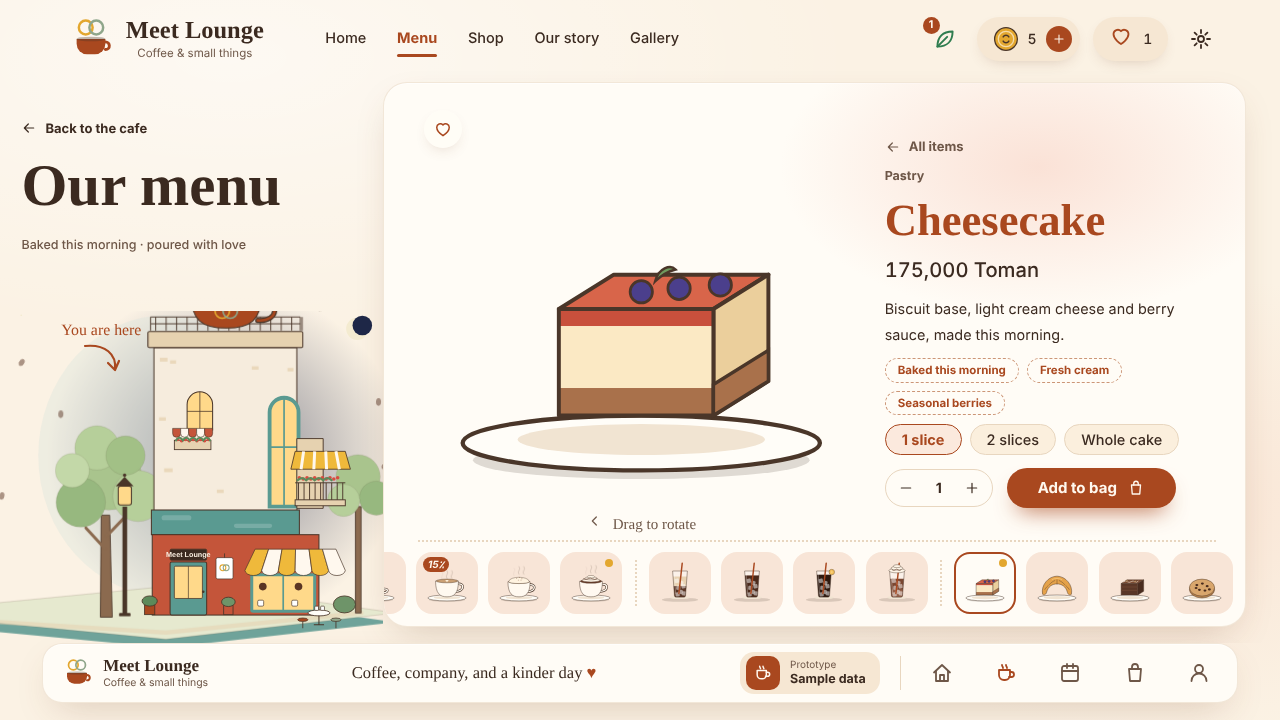 Meet Lounge
Coffee & small things
Home
Menu
Shop
Our story
Gallery
1
5
1
Back to the cafe
Our menu
Baked this morning · poured with love
You are here
Meet Lounge
All items
Pastry
Cheesecake
175,000 Toman
Biscuit base, light cream cheese and berry
sauce, made this morning.
Baked this morning
Fresh cream
Seasonal berries
1 slice
2 slices
Whole cake
1
Add to bag
Drag to rotate
15٪
Meet Lounge
Coffee & small things
Coffee, company, and a kinder day ♥
Prototype
Sample data